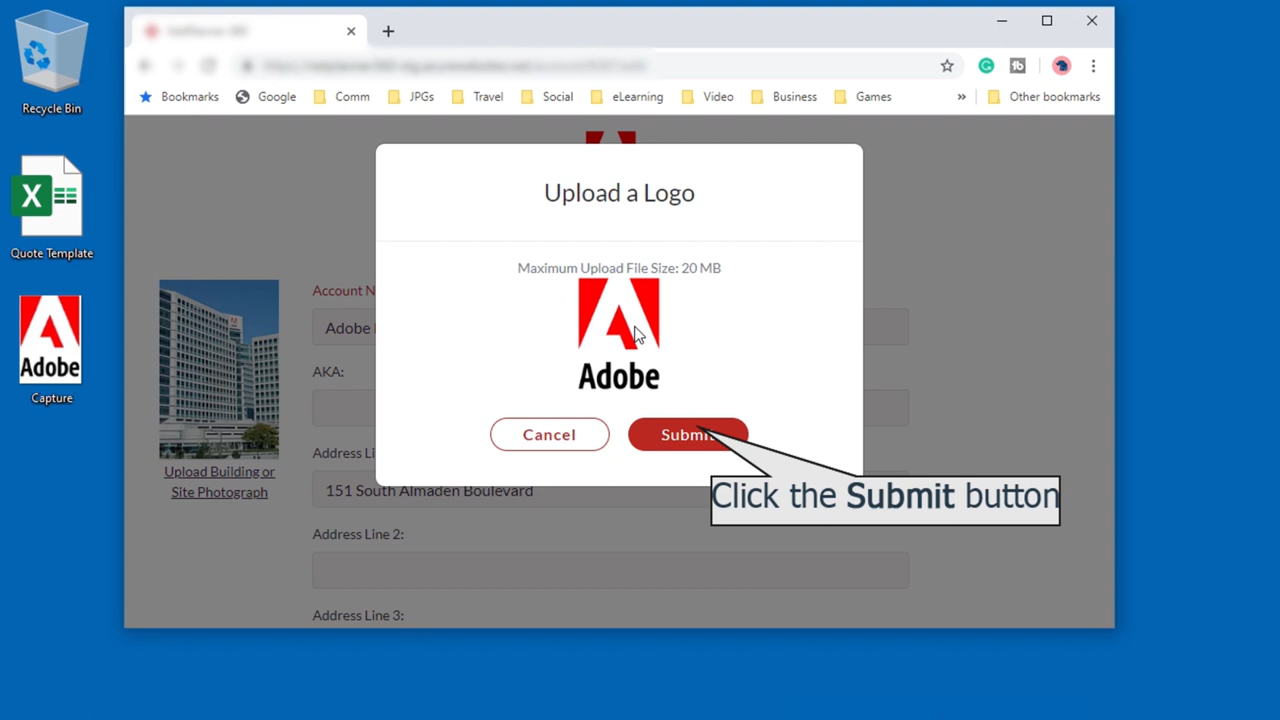 Recycle Bin
Quote Template
Adobe
Capture
Bookmarks
Google
Comm
JPGs
Travel
Social
eLearning
Video
Business
Games
»
Other bookmarks
Upload a Logo
Maximum Upload File Size: 20 MB
Adobe
Cancel
Submit
Click the Submit button
Upload Building or
Site Photograph
Account N
Adobe
AKA:
Address Li
151 South Almaden Boulevard
Address Line 2:
Address Line 3: